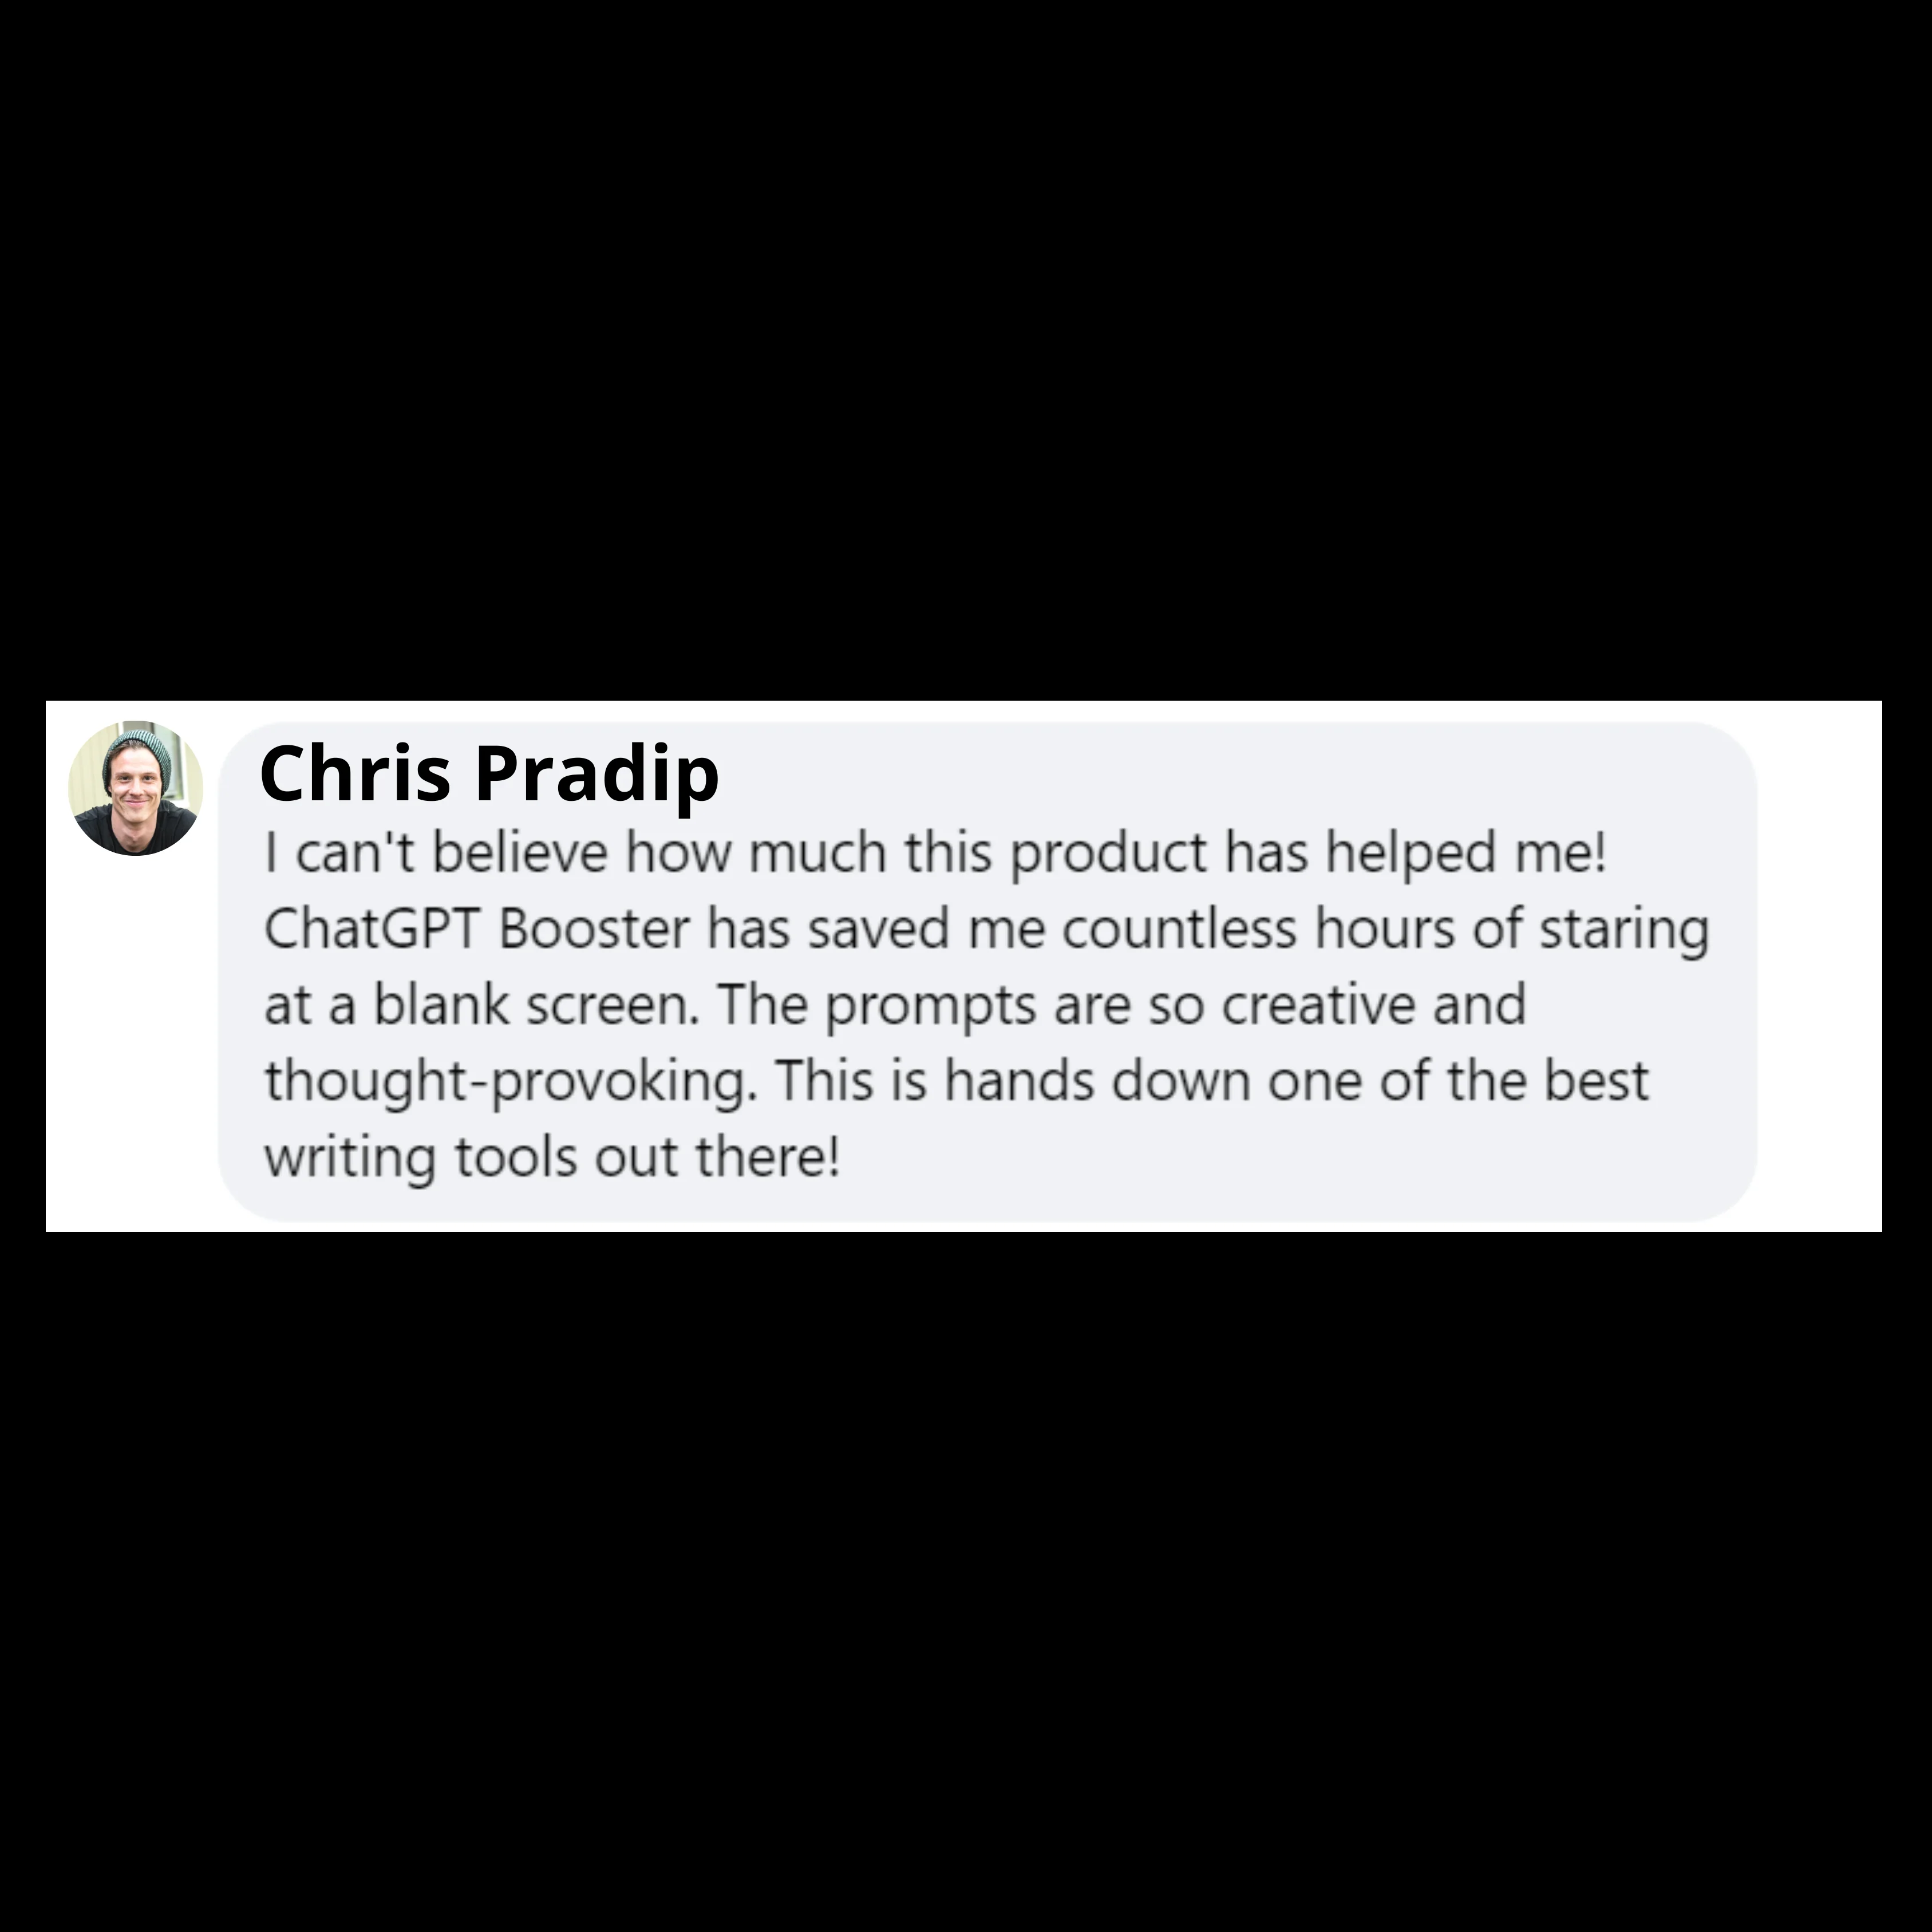 Chris Pradip
I can't believe how much this product has helped me!
ChatGPT Booster has saved me countless hours of staring
at a blank screen. The prompts are so creative and
thought-provoking. This is hands down one of the best
writing tools out there!